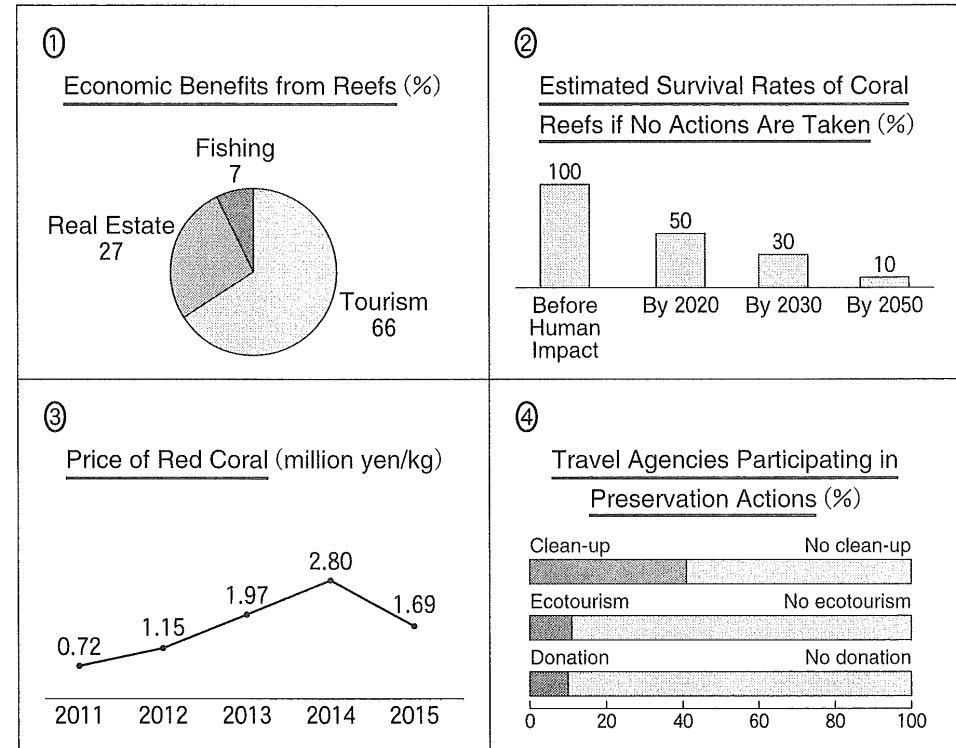 ①
Economic Benefits from Reefs (%)
Fishing
7
Real Estate
27
Tourism
66
②
Estimated Survival Rates of Coral
Reefs if No Actions Are Taken (%)
100
50
30
10
Before
Human
Impact
By 2020
By 2030
By 2050
③
Price of Red Coral (million yen/kg)
0.72
1.15
1.97
2.80
1.69
2011 2012 2013 2014 2015
④
Travel Agencies Participating in
Preservation Actions (%)
Clean-up No clean-up
Ecotourism No ecotourism
Donation No donation
0 20 40 60 80 100